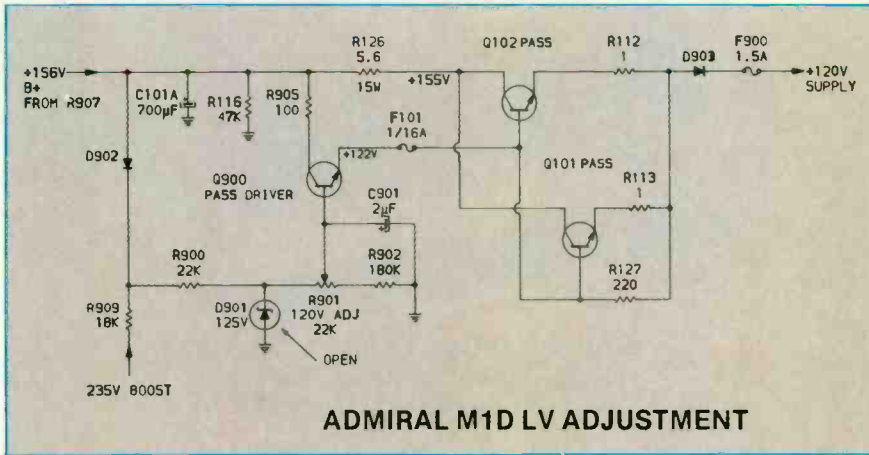 R126
5.6
15W
Q102 PASS
R112
1
D903
F900
1.5A
+156V
B+
FROM R907
C101A
700µF
R116
47K
R905
100
+155V
+120V
SUPPLY
F101
1/16A
+122V
D902
Q900
PASS DRIVER
C901
2µF
Q101 PASS
R113
1
R900
22K
R902
180K
R127
220
R909
18K
D901
125V
R901
120V ADJ
22K
OPEN
235V BOOST
ADMIRAL M1D LV ADJUSTMENT